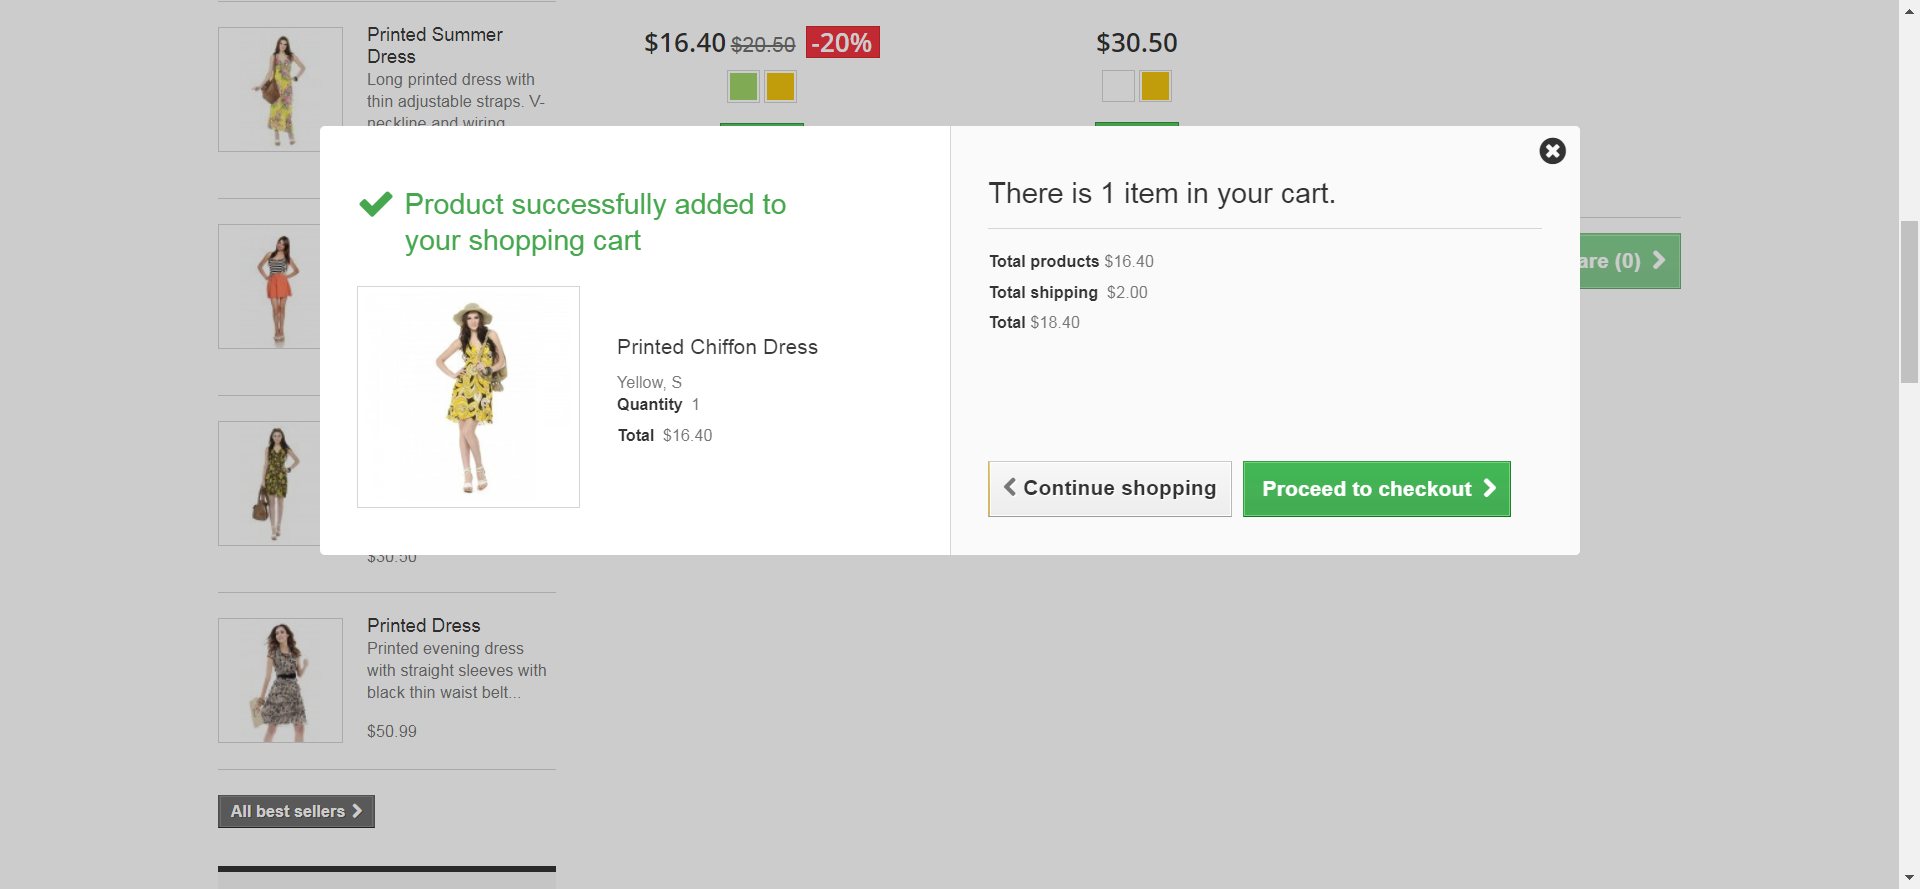 Printed Summer
Dress
Long printed dress with
thin adjustable straps. V-
neckline and wiring
$16.40 $20.50 -20%
$30.50
Product successfully added to
your shopping cart
Printed Chiffon Dress
Yellow, S
Quantity 1
Total $16.40
There is 1 item in your cart.
Total products $16.40
Total shipping $2.00
Total $18.40
Continue shopping
Proceed to checkout
are (0)
$30.50
Printed Dress
Printed evening dress
with straight sleeves with
black thin waist belt...
$50.99
All best sellers